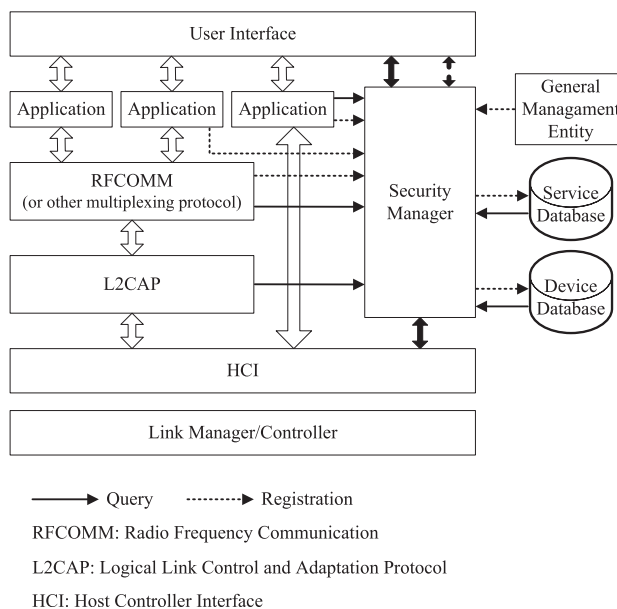 User Interface
Application
Application
Application
General
Managament
Entity
RFCOMM
(or other multiplexing protocol)
Security
Manager
Service
Database
L2CAP
Device
Database
HCI
Link Manager/Controller
Query
Registration
RFCOMM: Radio Frequency Communication
L2CAP: Logical Link Control and Adaptation Protocol
HCI: Host Controller Interface